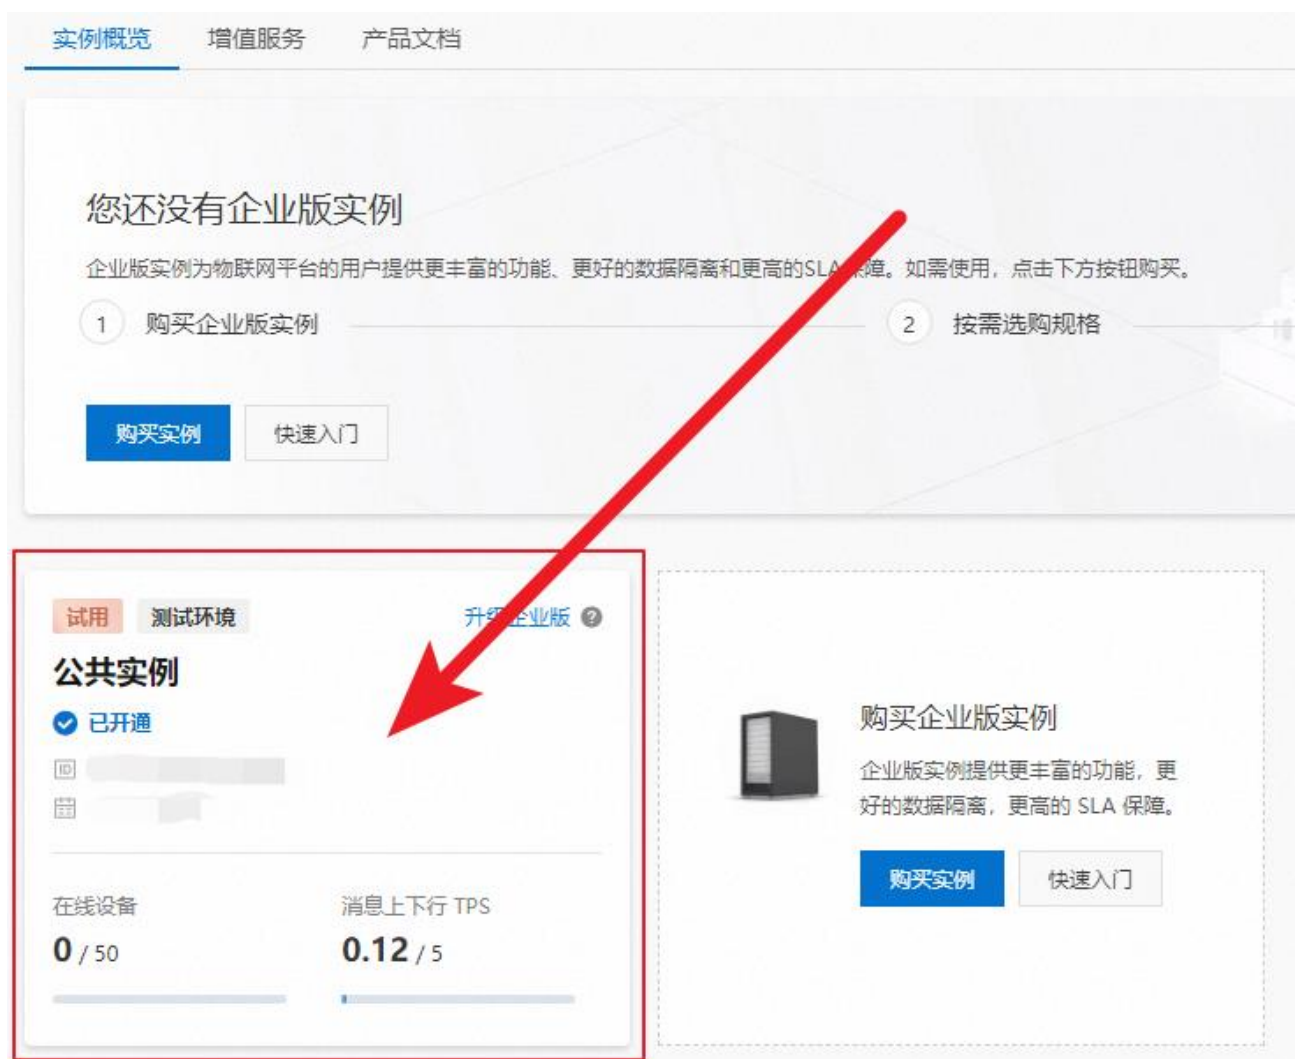 实例概览 增值服务 产品文档
您还没有企业版实例
企业版实例为物联网平台的用户提供更丰富的功能、更好的数据隔离和更高的SLA 保障。如需使用，点击下方按钮购买。
1 购买企业版实例 2 按需选购规格
购买实例 快速入门
试用 测试环境 升级企业版 ?
公共实例
已开通
ID
在线设备 消息上下行 TPS
0 / 50 0.12 / 5
购买企业版实例
企业版实例提供更丰富的功能，更
好的数据隔离，更高的 SLA 保障。
购买实例 快速入门